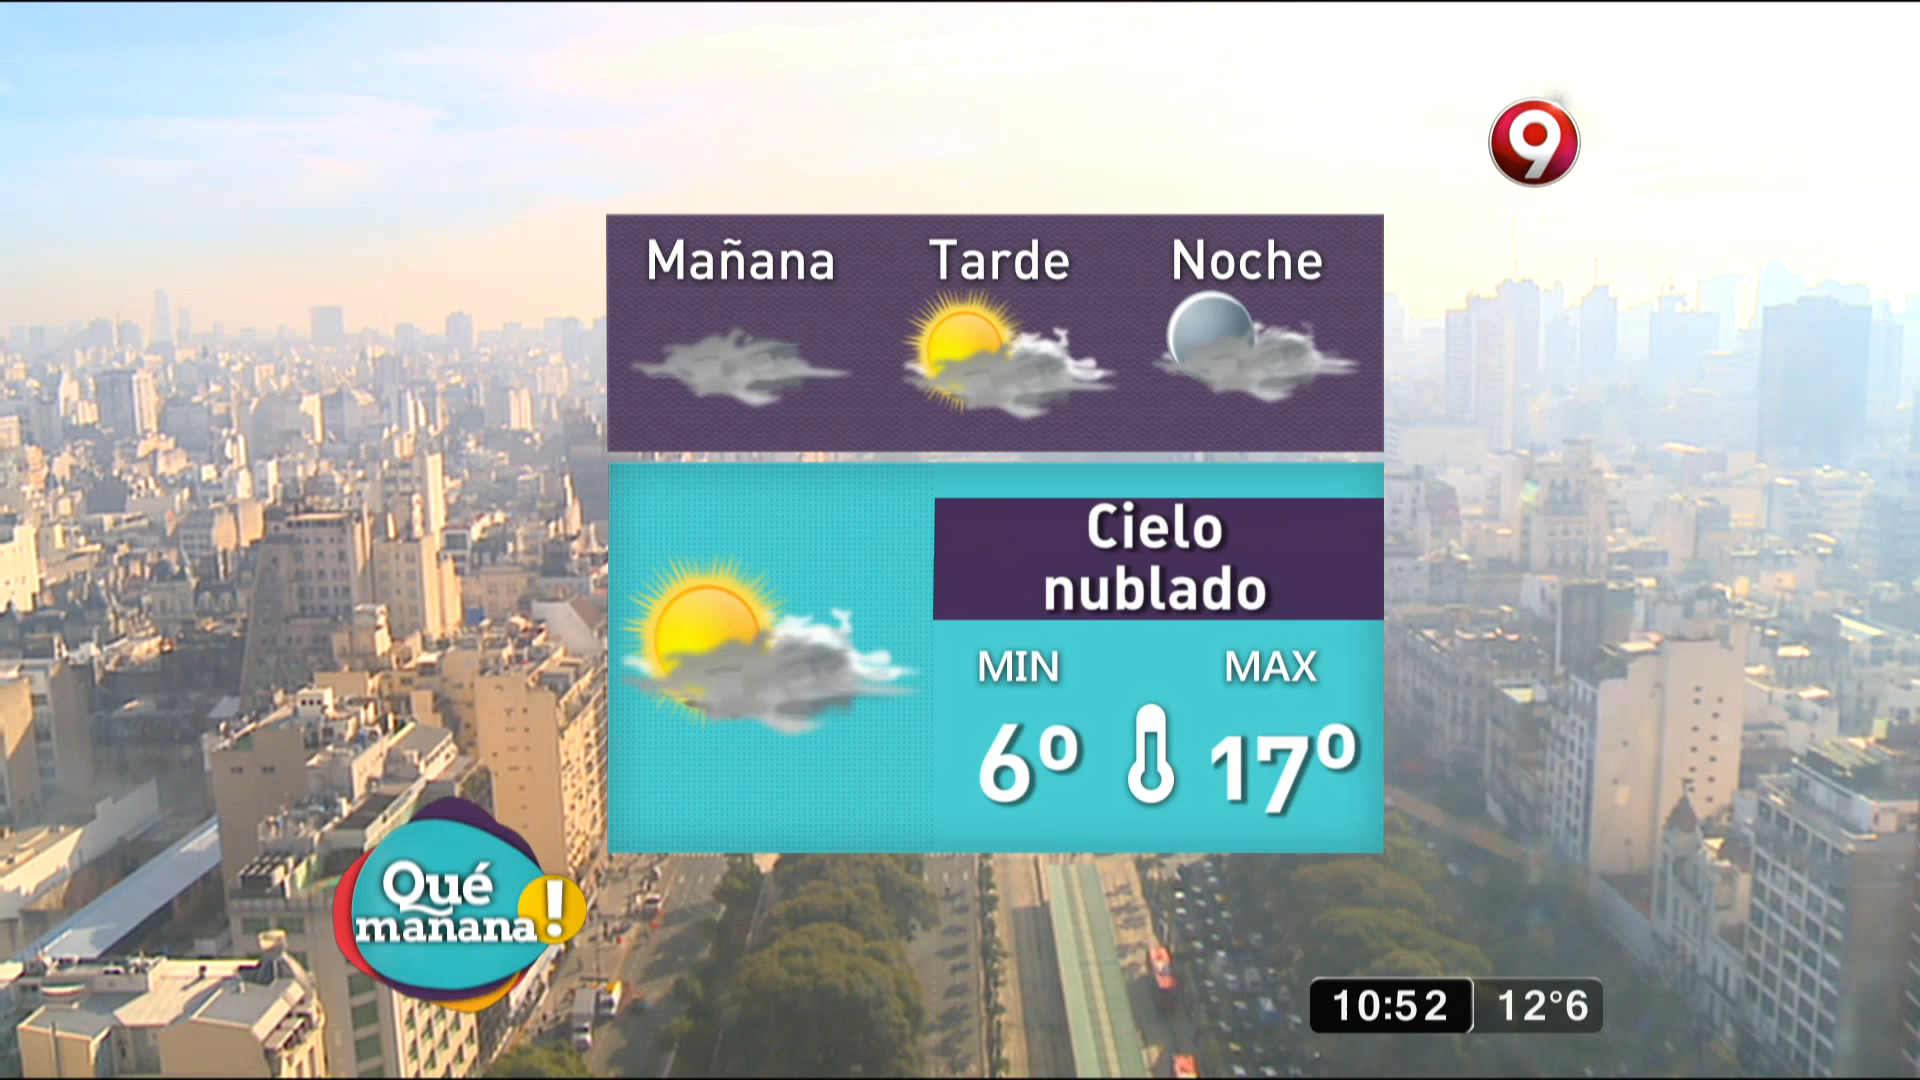 9
Mañana Tarde Noche
Cielo
nublado
MIN MAX
6º 17º
Qué
mañana!
10:52 12°6